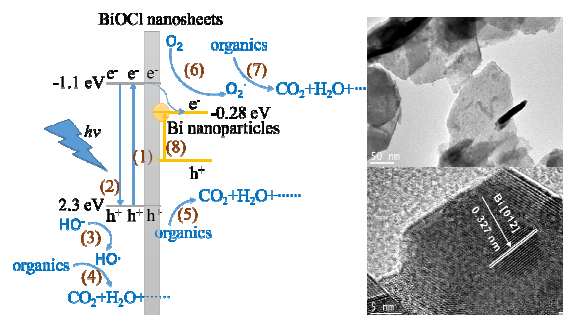 BiOCl nanosheets
O₂
organics
(6)
(7)
e⁻ e⁻ e⁻
-1.1 eV
O₂⁻
CO₂+H₂O+······
e⁻
-0.28 eV
Bi nanoparticles
hν
(1)
(8)
(2)
h⁺
CO₂+H₂O+······
2.3 eV
h⁺ h⁺ h⁺
(5)
organics
HO⁻
(3)
HO·
organics
(4)
CO₂+H₂O+······
50 nm
Bi [012]
0.327 nm
5 nm